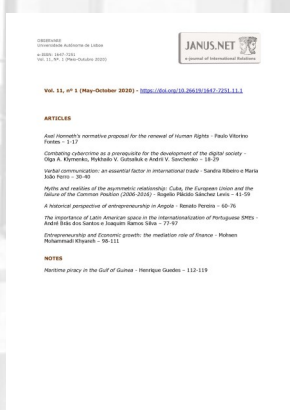 OBSERVARE
Universidade Autónoma de Lisboa
e-ISSN: 1647-7251
Vol. 11, Nº. 1 (May-October 2020)
JANUS.NET
e-journal of International Relations
Vol. 11, nº 1 (May-October 2020) - https://doi.org/10.26619/1647-7251.11.1
ARTICLES
Axel Honneth's normative proposal for the renewal of Human Rights - Paulo Vitorino
Fontes – 1-17
Combating cybercrime as a prerequisite for the development of the digital society -
Olga A. Klymenko, Mykhailo V. Gutsaliuk e Andrii V. Savchenko – 18-29
Verbal communication: an essential factor in international trade - Sandra Ribeiro e Maria
João Ferro – 30-40
Myths and realities of the asymmetric relationship: Cuba, the European Union and the
failure of the Common Position (2006-2016) - Rogelio Plácido Sánchez Levis – 41-59
A historical perspective of entrepreneurship in Angola - Renato Pereira – 60-76
The importance of Latin American space in the internationalization of Portuguese SMEs -
André Brás dos Santos e Joaquim Ramos Silva – 77-97
Entrepreneurship and Economic growth: the mediation role of finance - Mohsen
Mohammadi Khyareh – 98-111
NOTES
Maritime piracy in the Gulf of Guinea - Henrique Guedes – 112-119